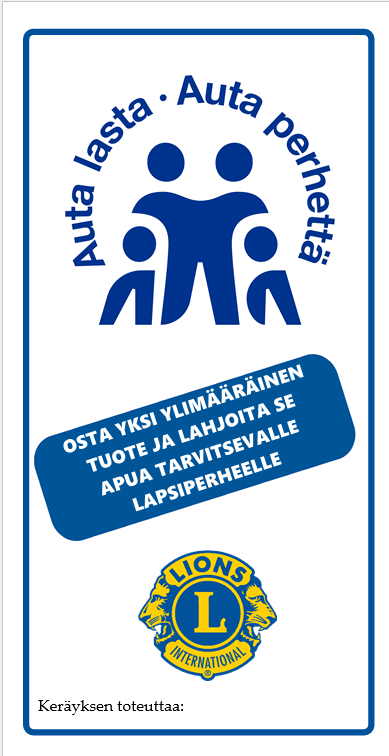 Auta lasta · Auta perhettä
OSTA YKSI YLIMÄÄRÄINEN
TUOTE JA LAHJOITA SE
APUA TARVITSEVALLE
LAPSIPERHEELLE
LIONS
L
INTERNATIONAL
®
Keräyksen toteuttaa: